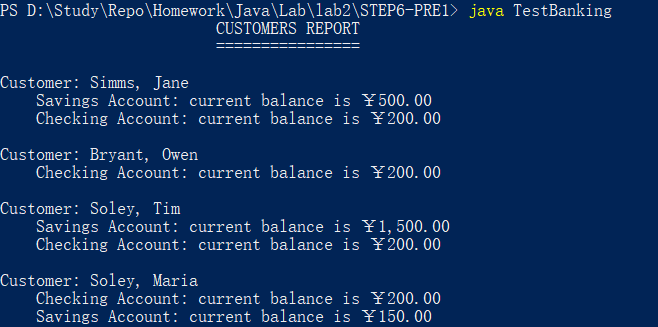 PS D:\Study\Repo\Homework\Java\Lab\lab2\STEP6-PRE1> java TestBanking
CUSTOMERS REPORT
================
Customer: Simms, Jane
Savings Account: current balance is ￥500.00
Checking Account: current balance is ￥200.00
Customer: Bryant, Owen
Checking Account: current balance is ￥200.00
Customer: Soley, Tim
Savings Account: current balance is ￥1,500.00
Checking Account: current balance is ￥200.00
Customer: Soley, Maria
Checking Account: current balance is ￥200.00
Savings Account: current balance is ￥150.00